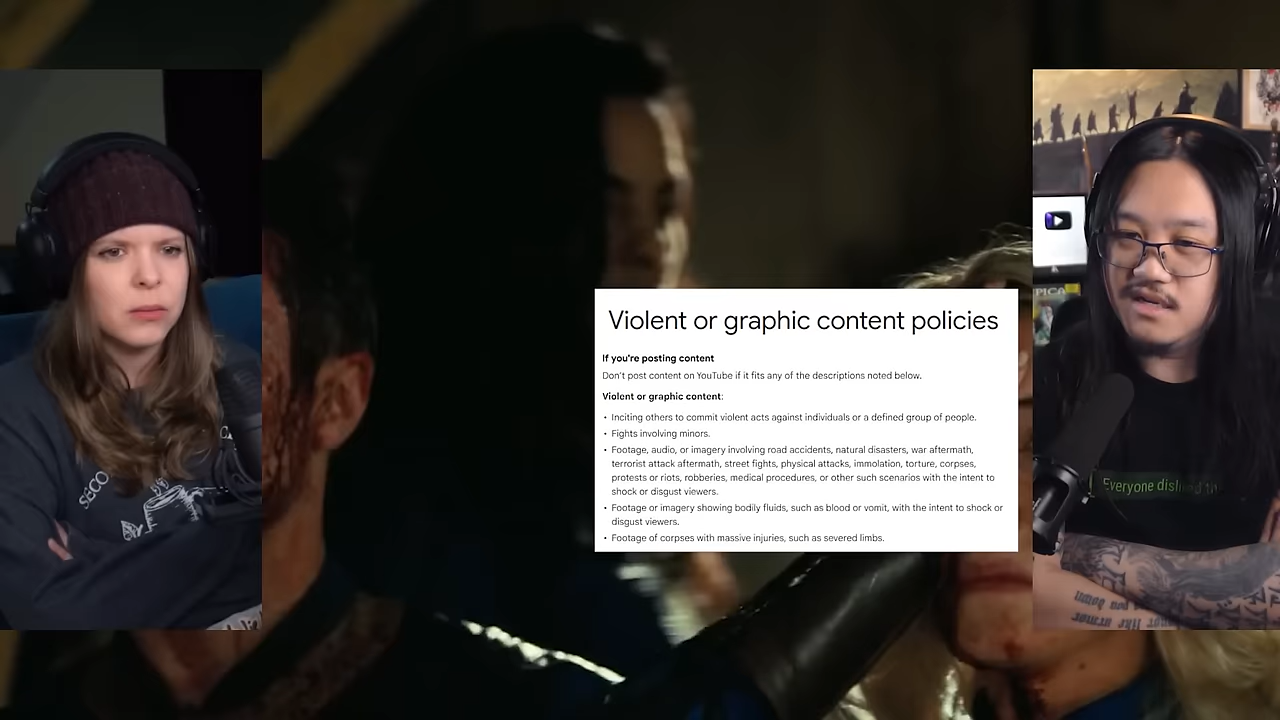 Violent or graphic content policies
If you're posting content
Don't post content on YouTube if it fits any of the descriptions noted below.
Violent or graphic content:
• Inciting others to commit violent acts against individuals or a defined group of people.
• Fights involving minors.
• Footage, audio, or imagery involving road accidents, natural disasters, war aftermath,
terrorist attack aftermath, street fights, physical attacks, immolation, torture, corpses,
protests or riots, robberies, medical procedures, or other such scenarios with the intent to
shock or disgust viewers.
• Footage or imagery showing bodily fluids, such as blood or vomit, with the intent to shock or
disgust viewers.
• Footage of corpses with massive injuries, such as severed limbs.
SECO
Everyone